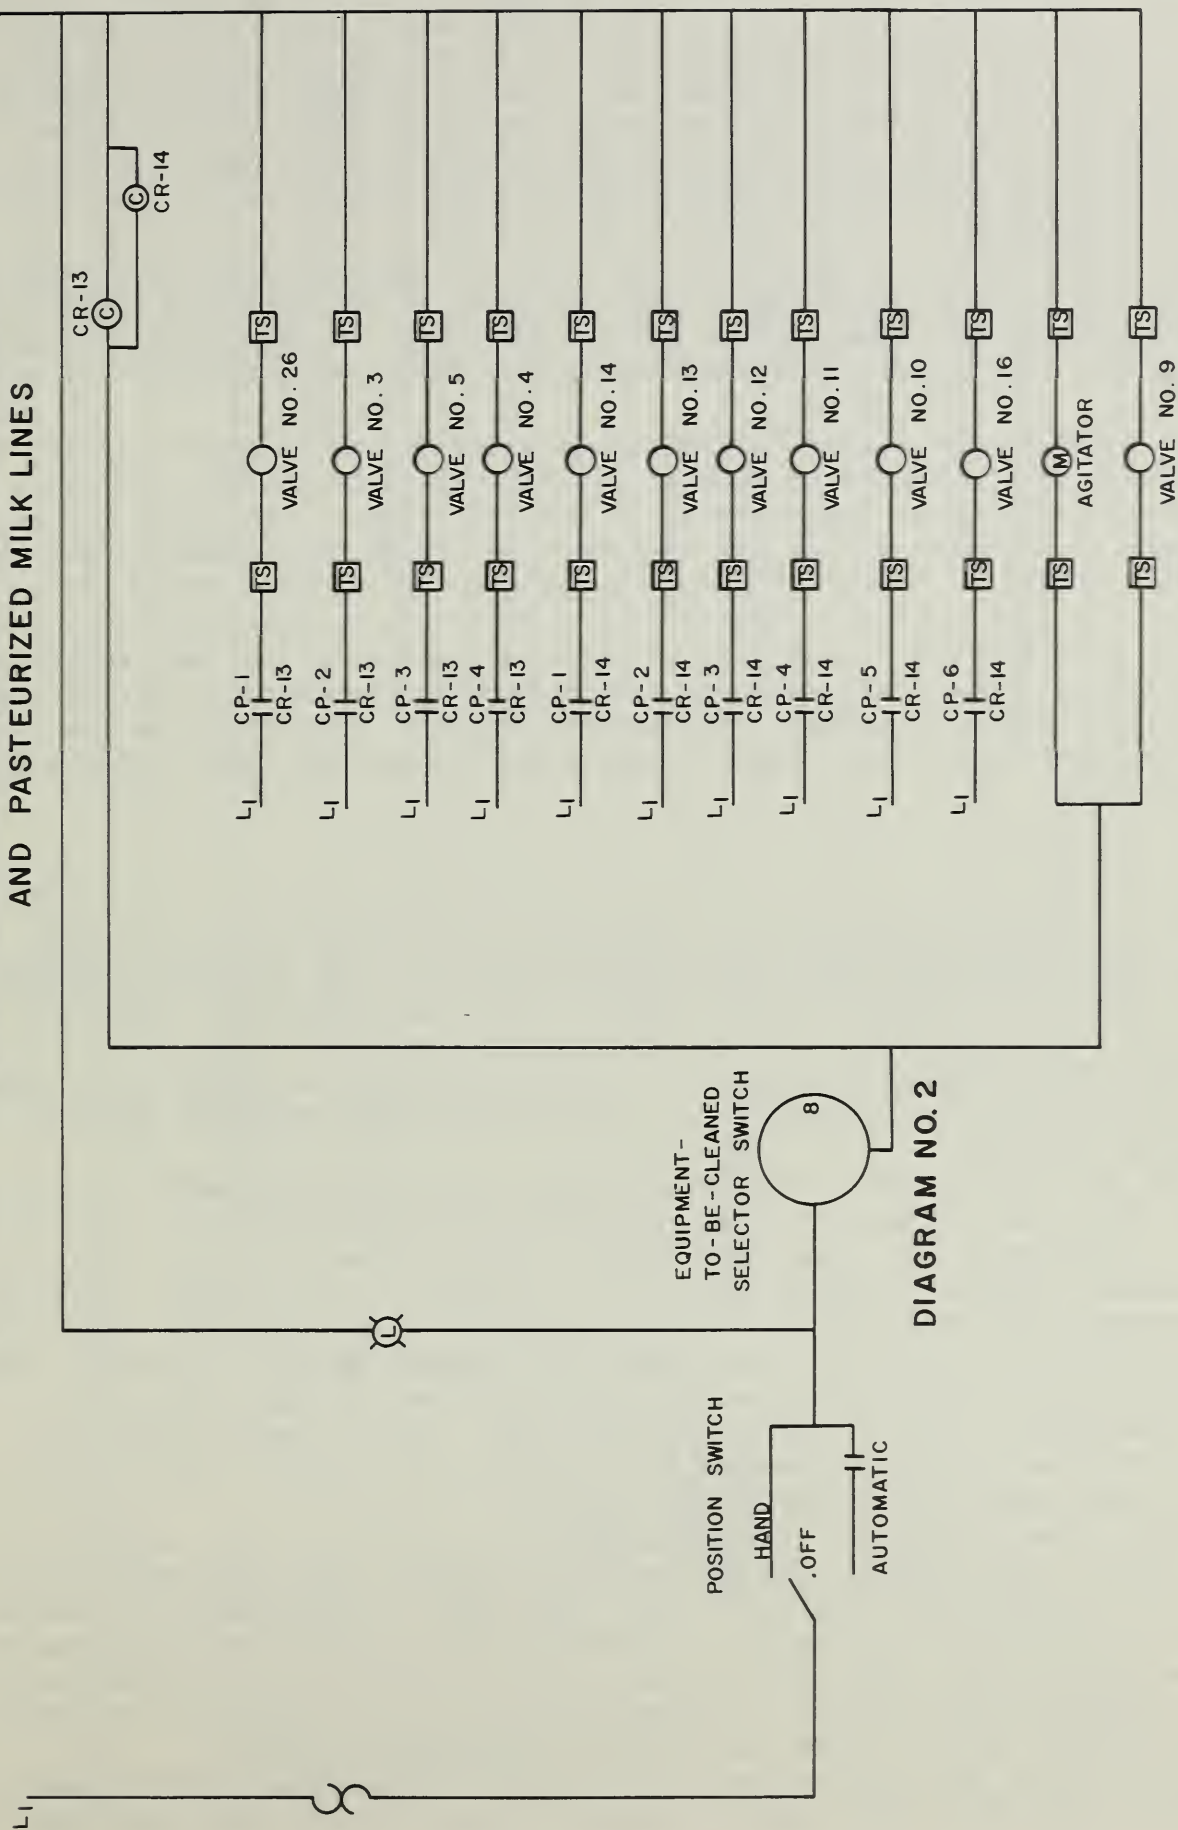 AND PASTEURIZED MILK LINES
L1
POSITION SWITCH
HAND
.OFF
AUTOMATIC
L
EQUIPMENT-
TO-BE-CLEANED
SELECTOR SWITCH
8
CR-13
C
C
CR-14
L1
CP-1
CR-13
TS
VALVE NO. 26
TS
L1
CP-2
CR-13
TS
VALVE NO. 3
TS
L1
CP-3
CR-13
TS
VALVE NO. 5
TS
L1
CP-4
CR-13
TS
VALVE NO. 4
TS
L1
CP-1
CR-14
TS
VALVE NO. 14
TS
L1
CP-2
CR-14
TS
VALVE NO. 13
TS
L1
CP-3
CR-14
TS
VALVE NO. 12
TS
L1
CP-4
CR-14
TS
VALVE NO. 11
TS
L1
CP-5
CR-14
TS
VALVE NO. 10
TS
L1
CP-6
CR-14
TS
VALVE NO. 16
TS
TS
M
AGITATOR
TS
TS
VALVE NO. 9
TS
DIAGRAM NO. 2